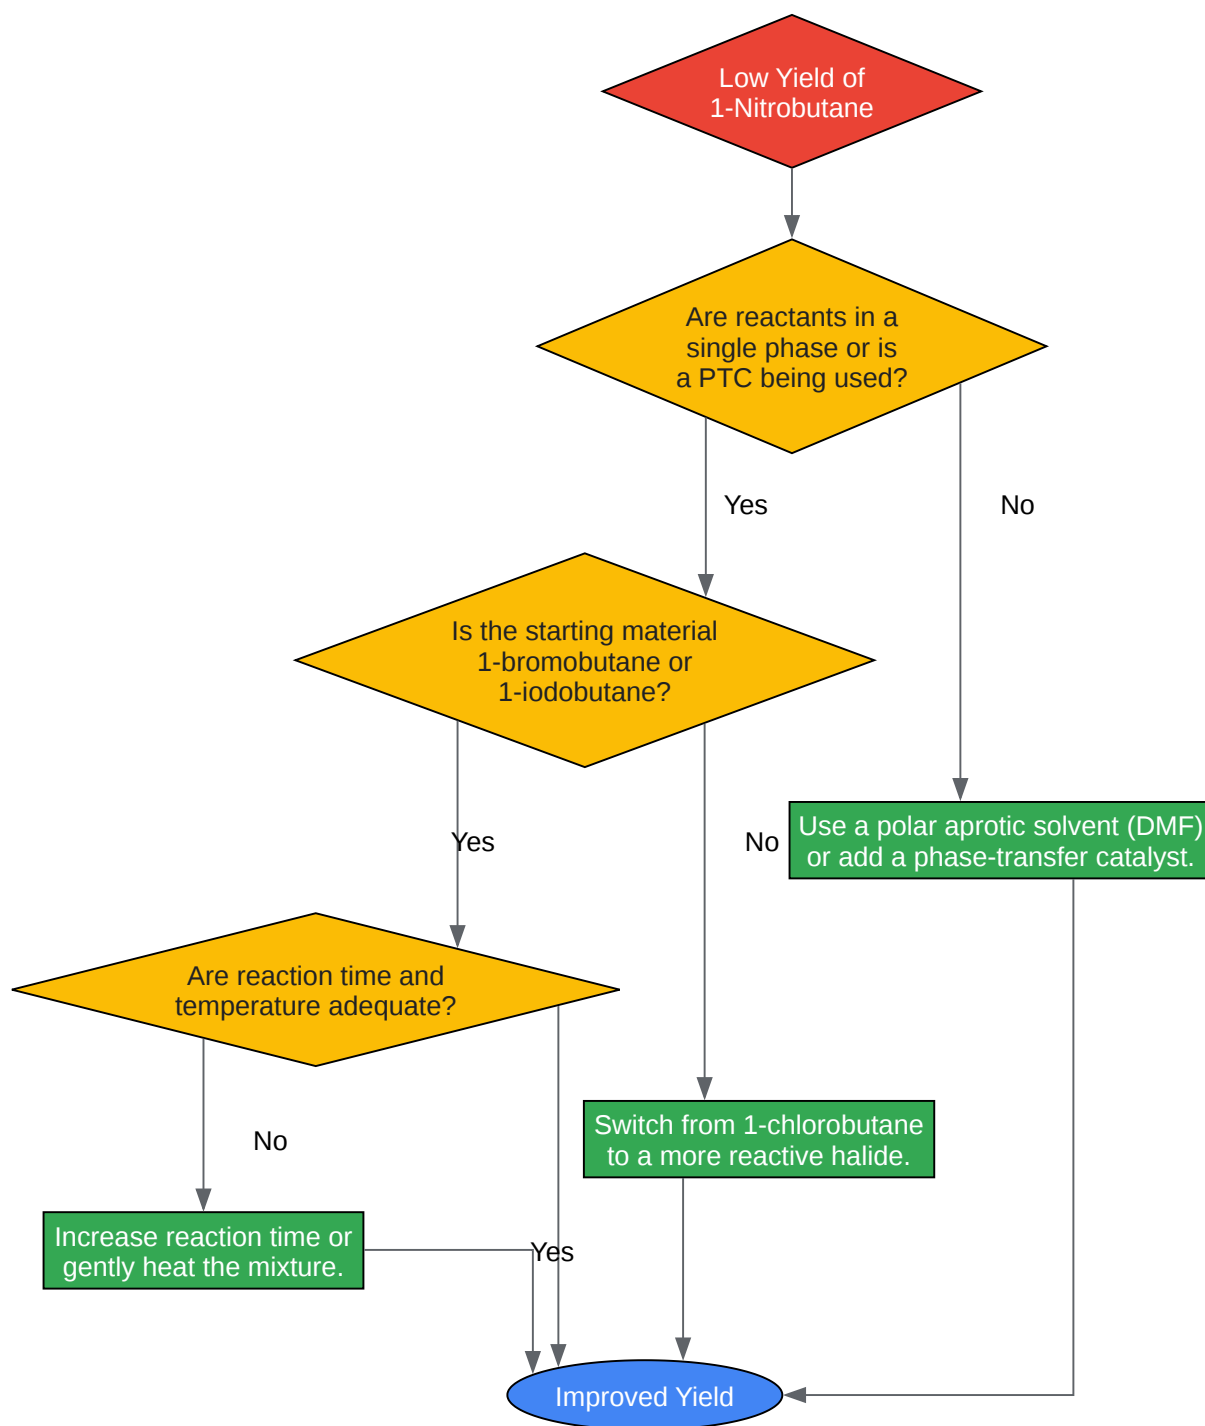 Low Yield of
1-Nitrobutane
Are reactants in a
single phase or is
a PTC being used?
Yes
No
Is the starting material
1-bromobutane or
1-iodobutane?
Yes
No
Use a polar aprotic solvent (DMF)
or add a phase-transfer catalyst.
Are reaction time and
temperature adequate?
No
Switch from 1-chlorobutane
to a more reactive halide.
Increase reaction time or
gently heat the mixture.
Yes
Improved Yield